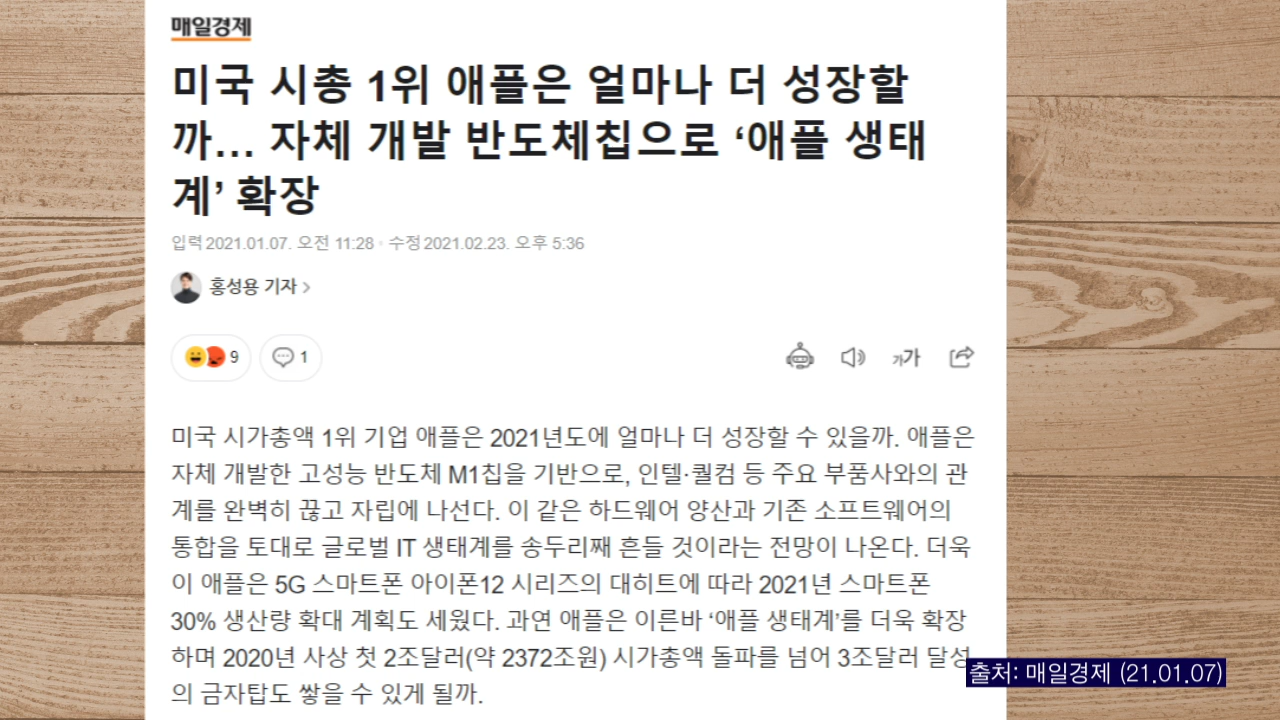 매일경제
미국 시총 1위 애플은 얼마나 더 성장할
까… 자체 개발 반도체칩으로 ‘애플 생태
계’ 확장
입력 2021.01.07. 오전 11:28 · 수정 2021.02.23. 오후 5:36
홍성용 기자 >
9 1 가가
미국 시가총액 1위 기업 애플은 2021년도에 얼마나 더 성장할 수 있을까. 애플은
자체 개발한 고성능 반도체 M1칩을 기반으로, 인텔·퀄컴 등 주요 부품사와의 관
계를 완벽히 끊고 자립에 나선다. 이 같은 하드웨어 양산과 기존 소프트웨어의
통합을 토대로 글로벌 IT 생태계를 송두리째 흔들 것이라는 전망이 나온다. 더욱
이 애플은 5G 스마트폰 아이폰12 시리즈의 대히트에 따라 2021년 스마트폰
30% 생산량 확대 계획도 세웠다. 과연 애플은 이른바 ‘애플 생태계’를 더욱 확장
하며 2020년 사상 첫 2조달러(약 2372조원) 시가총액 돌파를 넘어 3조달러 달성
의 금자탑도 쌓을 수 있게 될까.
출처: 매일경제 (21.01.07)